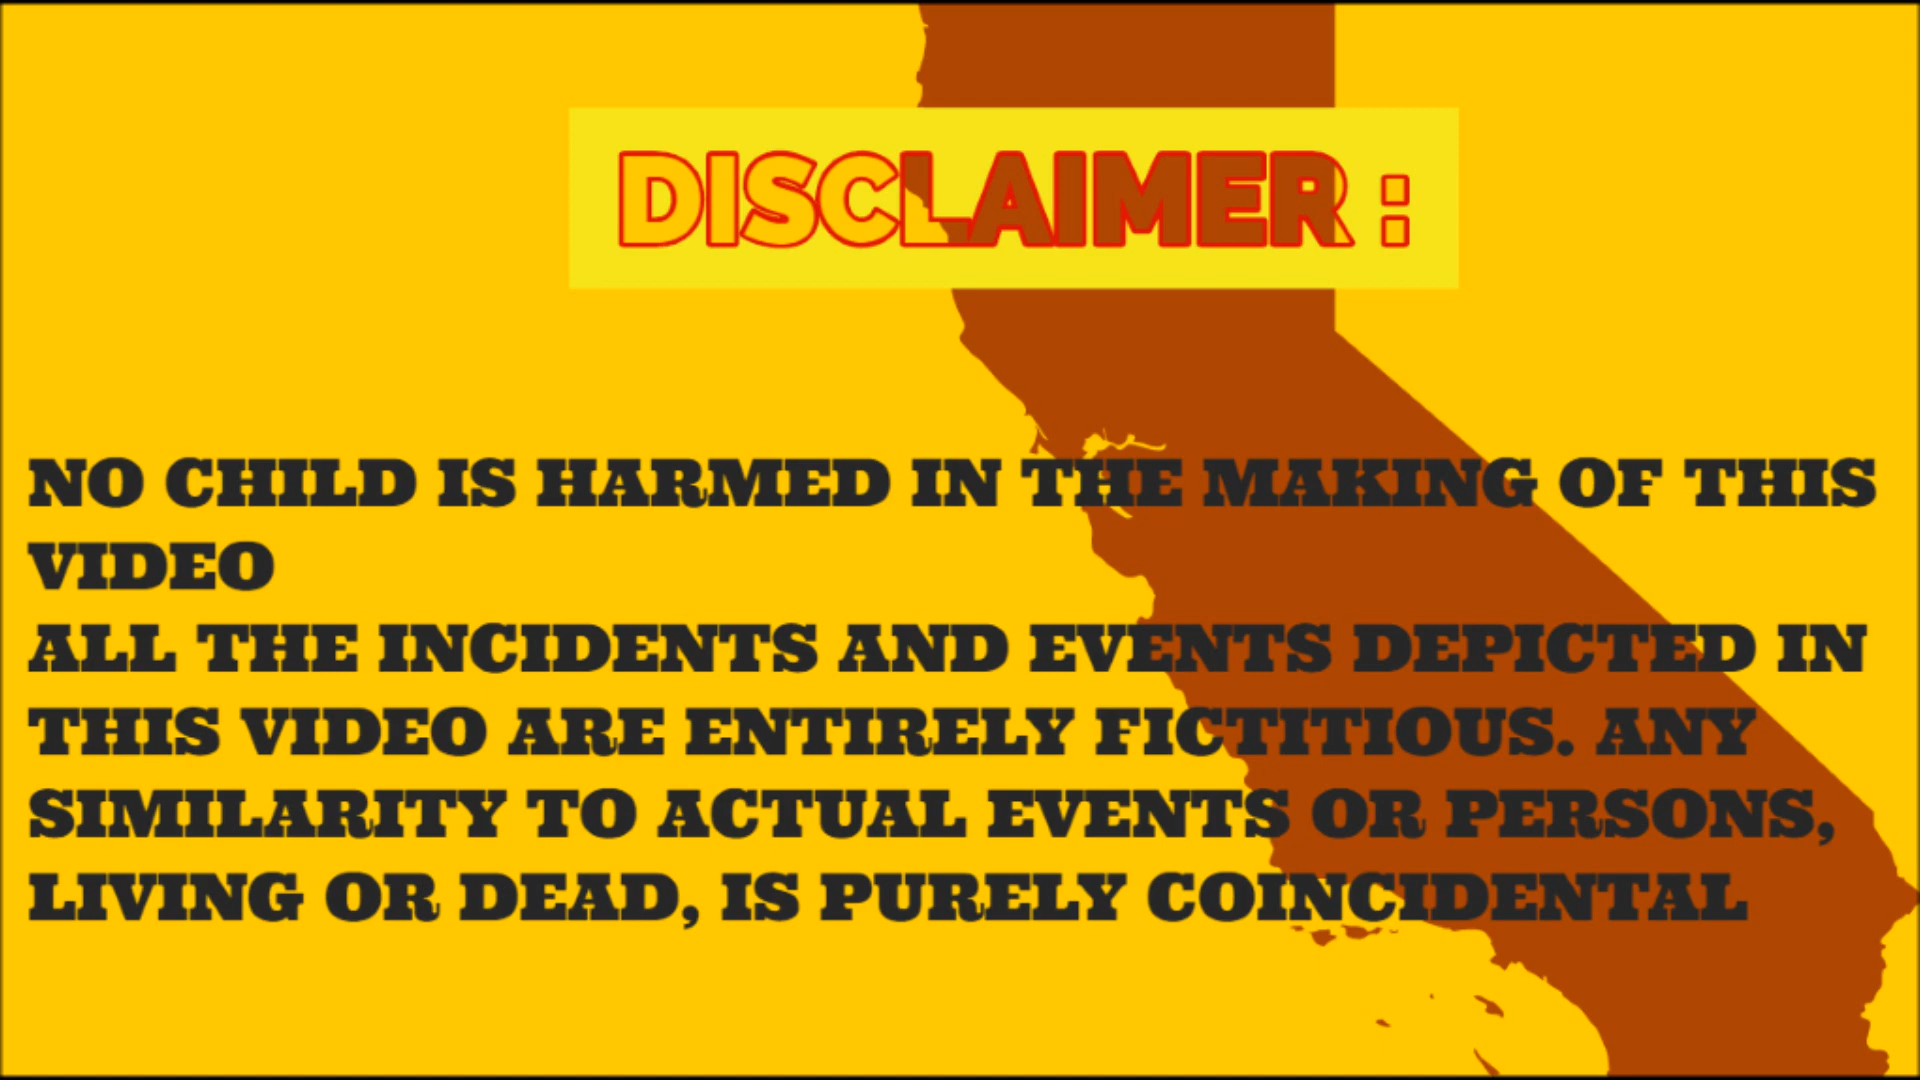 DISCLAIMER :
NO CHILD IS HARMED IN THE MAKING OF THIS
VIDEO
ALL THE INCIDENTS AND EVENTS DEPICTED IN
THIS VIDEO ARE ENTIRELY FICTITIOUS. ANY
SIMILARITY TO ACTUAL EVENTS OR PERSONS,
LIVING OR DEAD, IS PURELY COINCIDENTAL